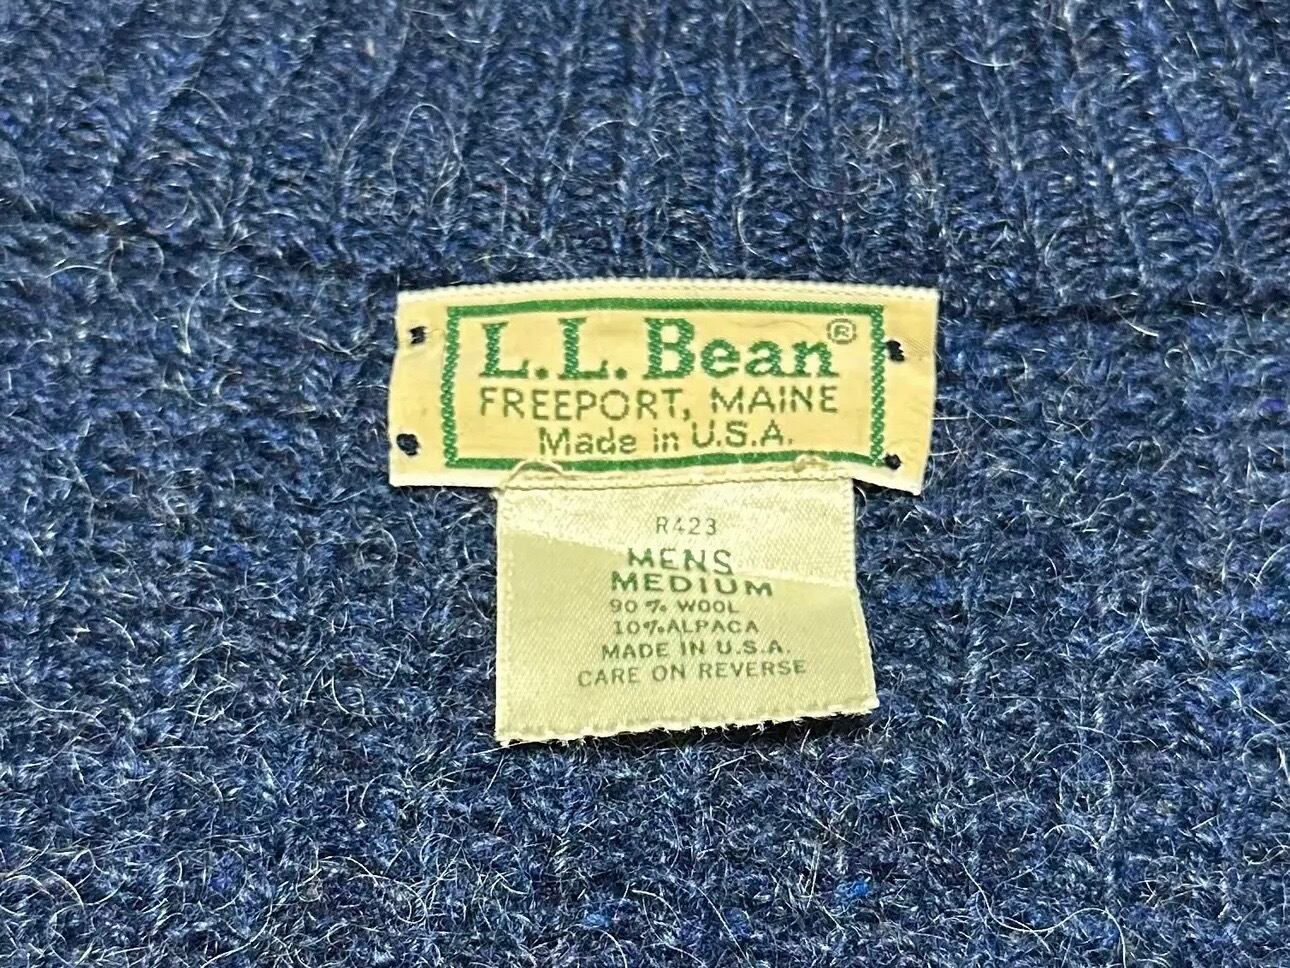 L.L.Bean®
FREEPORT, MAINE
Made in U.S.A.
R423
MENS
MEDIUM
90% WOOL
10% ALPACA
MADE IN U.S.A.
CARE ON REVERSE